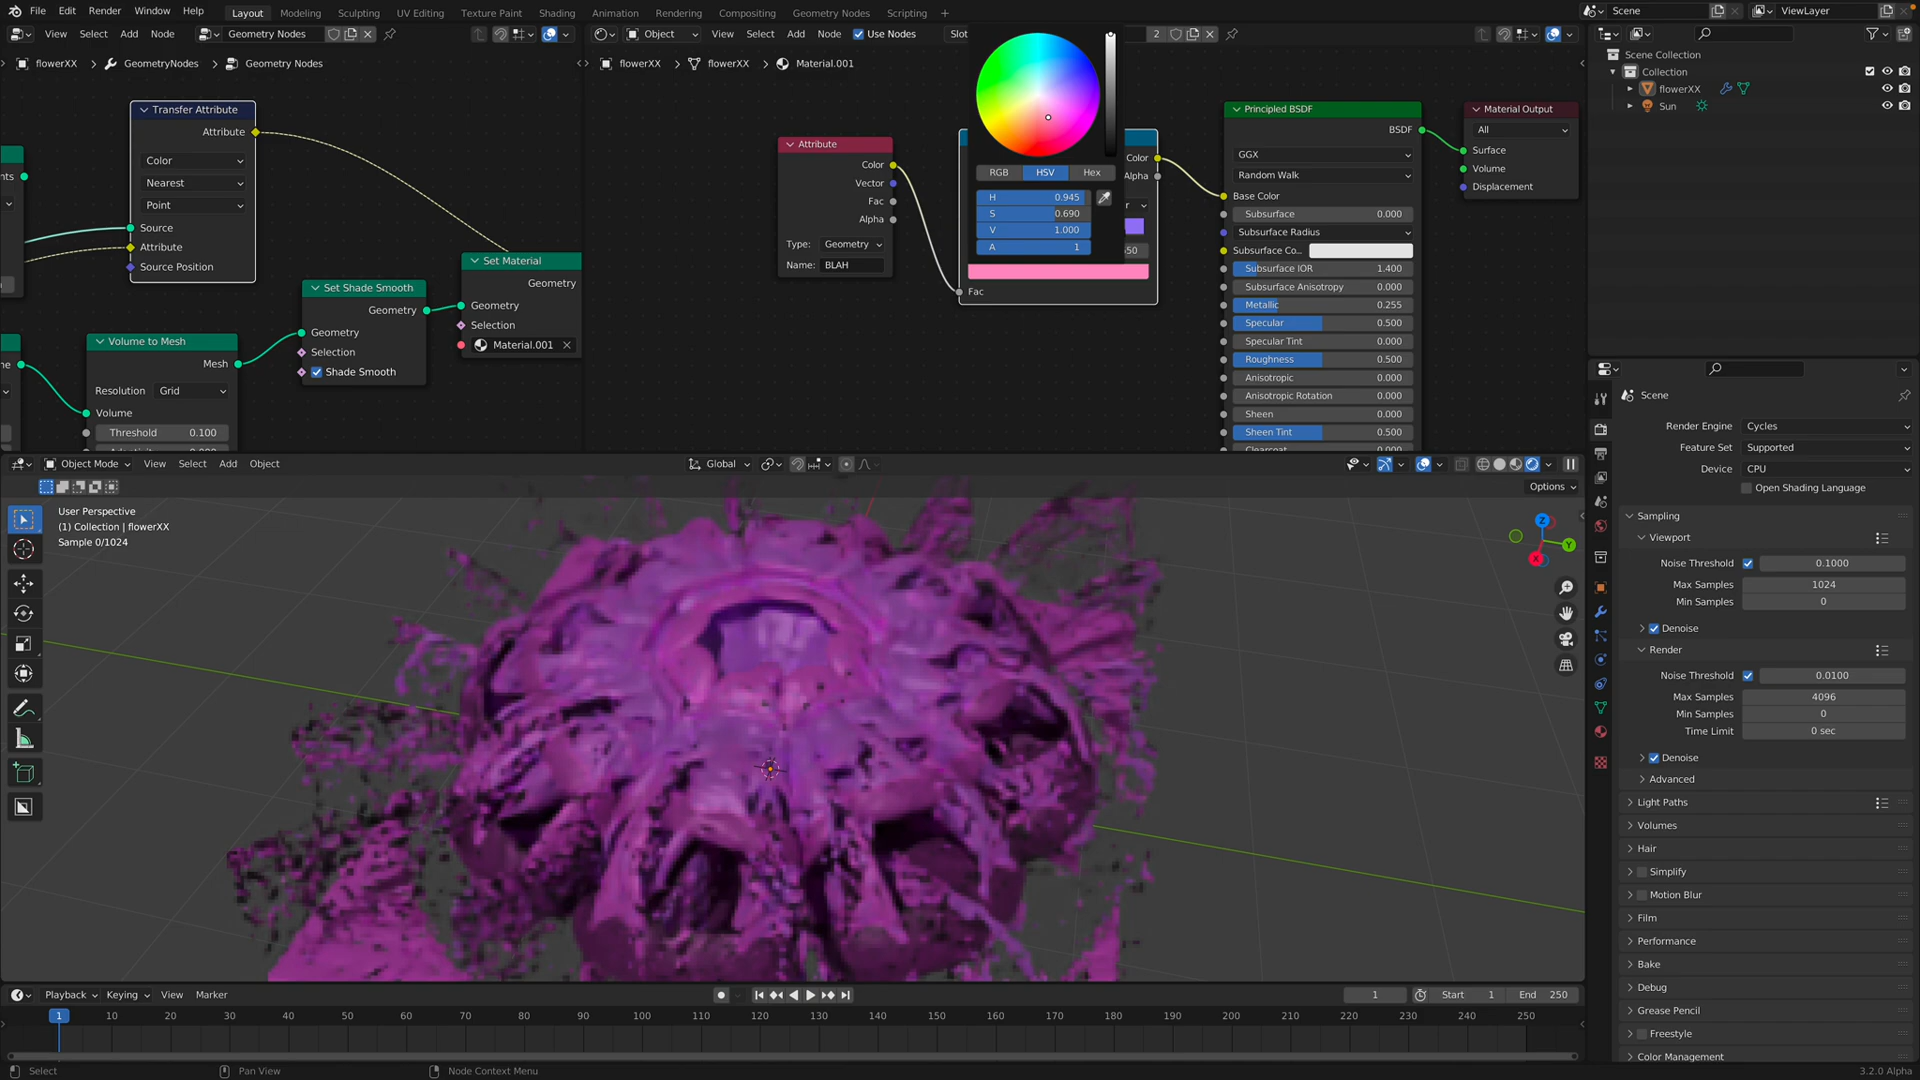 File Edit Render Window Help
Layout Modeling Sculpting UV Editing Texture Paint Shading Animation Rendering Compositing Geometry Nodes Scripting +
Scene ViewLayer
View Select Add Node Geometry Nodes
Object View Select Add Node Use Nodes Slot 2
flowerXX GeometryNodes Geometry Nodes
flowerXX flowerXX Material.001
Scene Collection
Collection
flowerXX
Sun
Transfer Attribute
Attribute
Color
Nearest
Point
Source
Attribute
Source Position
Set Material
Geometry
Geometry
Selection
Material.001
Set Shade Smooth
Geometry
Geometry
Selection
Shade Smooth
Volume to Mesh
Mesh
Resolution Grid
Volume
Threshold 0.100
Attribute
Color
Vector
Fac
Alpha
Type: Geometry
Name: BLAH
RGB HSV Hex
H 0.945
S 0.690
V 1.000
A 1
Color
Alpha
Fac
Principled BSDF
BSDF
GGX
Random Walk
Base Color
Subsurface 0.000
Subsurface Radius
Subsurface Co...
Subsurface IOR 1.400
Subsurface Anisotropy 0.000
Metallic 0.255
Specular 0.500
Specular Tint 0.000
Roughness 0.500
Anisotropic 0.000
Anisotropic Rotation 0.000
Sheen 0.000
Sheen Tint 0.500
Material Output
All
Surface
Volume
Displacement
Object Mode View Select Add Object Global
Options
User Perspective
(1) Collection | flowerXX
Sample 0/1024
Z
Y
X
Scene
Render Engine Cycles
Feature Set Supported
Device CPU
Open Shading Language
Sampling
Viewport
Noise Threshold 0.1000
Max Samples 1024
Min Samples 0
Denoise
Render
Noise Threshold 0.0100
Max Samples 4096
Min Samples 0
Time Limit 0 sec
Denoise
Advanced
Light Paths
Volumes
Hair
Simplify
Motion Blur
Film
Performance
Bake
Debug
Grease Pencil
Freestyle
Color Management
Playback Keying View Marker 1 Start 1 End 250
1 10 20 30 40 50 60 70 80 90 100 110 120 130 140 150 160 170 180 190 200 210 220 230 240 250
Select Pan View Node Context Menu 3.2.0 Alpha